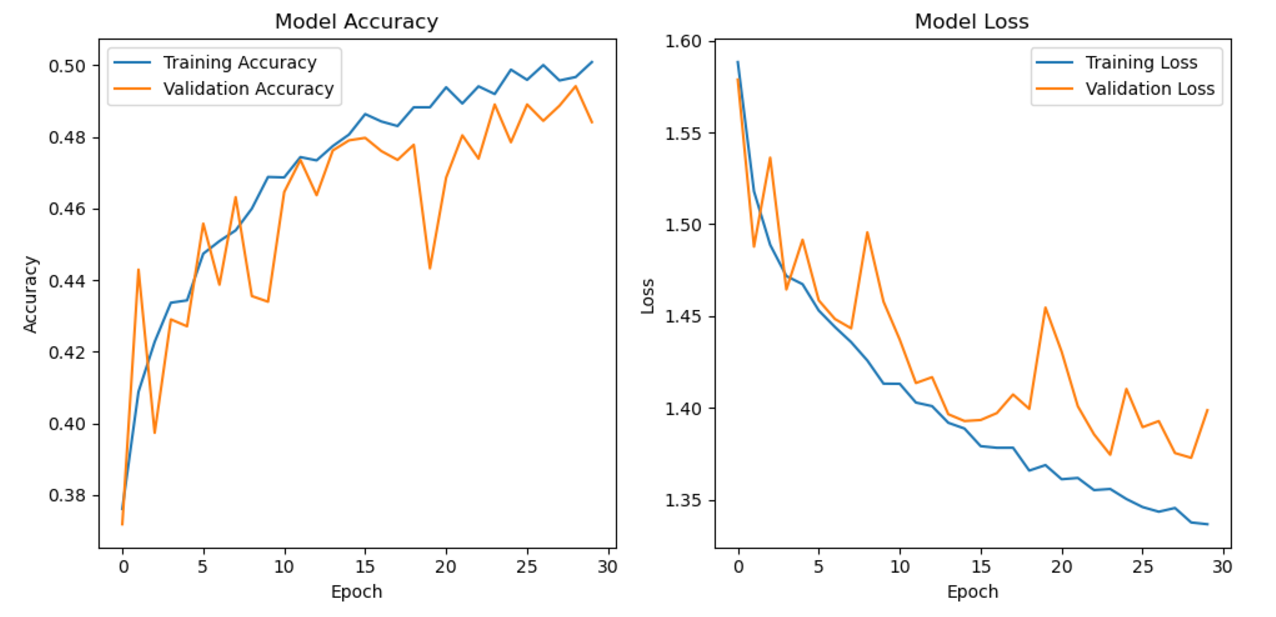 Model Accuracy
Training Accuracy
Validation Accuracy
0.50
0.48
0.46
0.44
0.42
0.40
0.38
Accuracy
0 5 10 15 20 25 30
Epoch
Model Loss
Training Loss
Validation Loss
1.60
1.55
1.50
1.45
1.40
1.35
Loss
0 5 10 15 20 25 30
Epoch